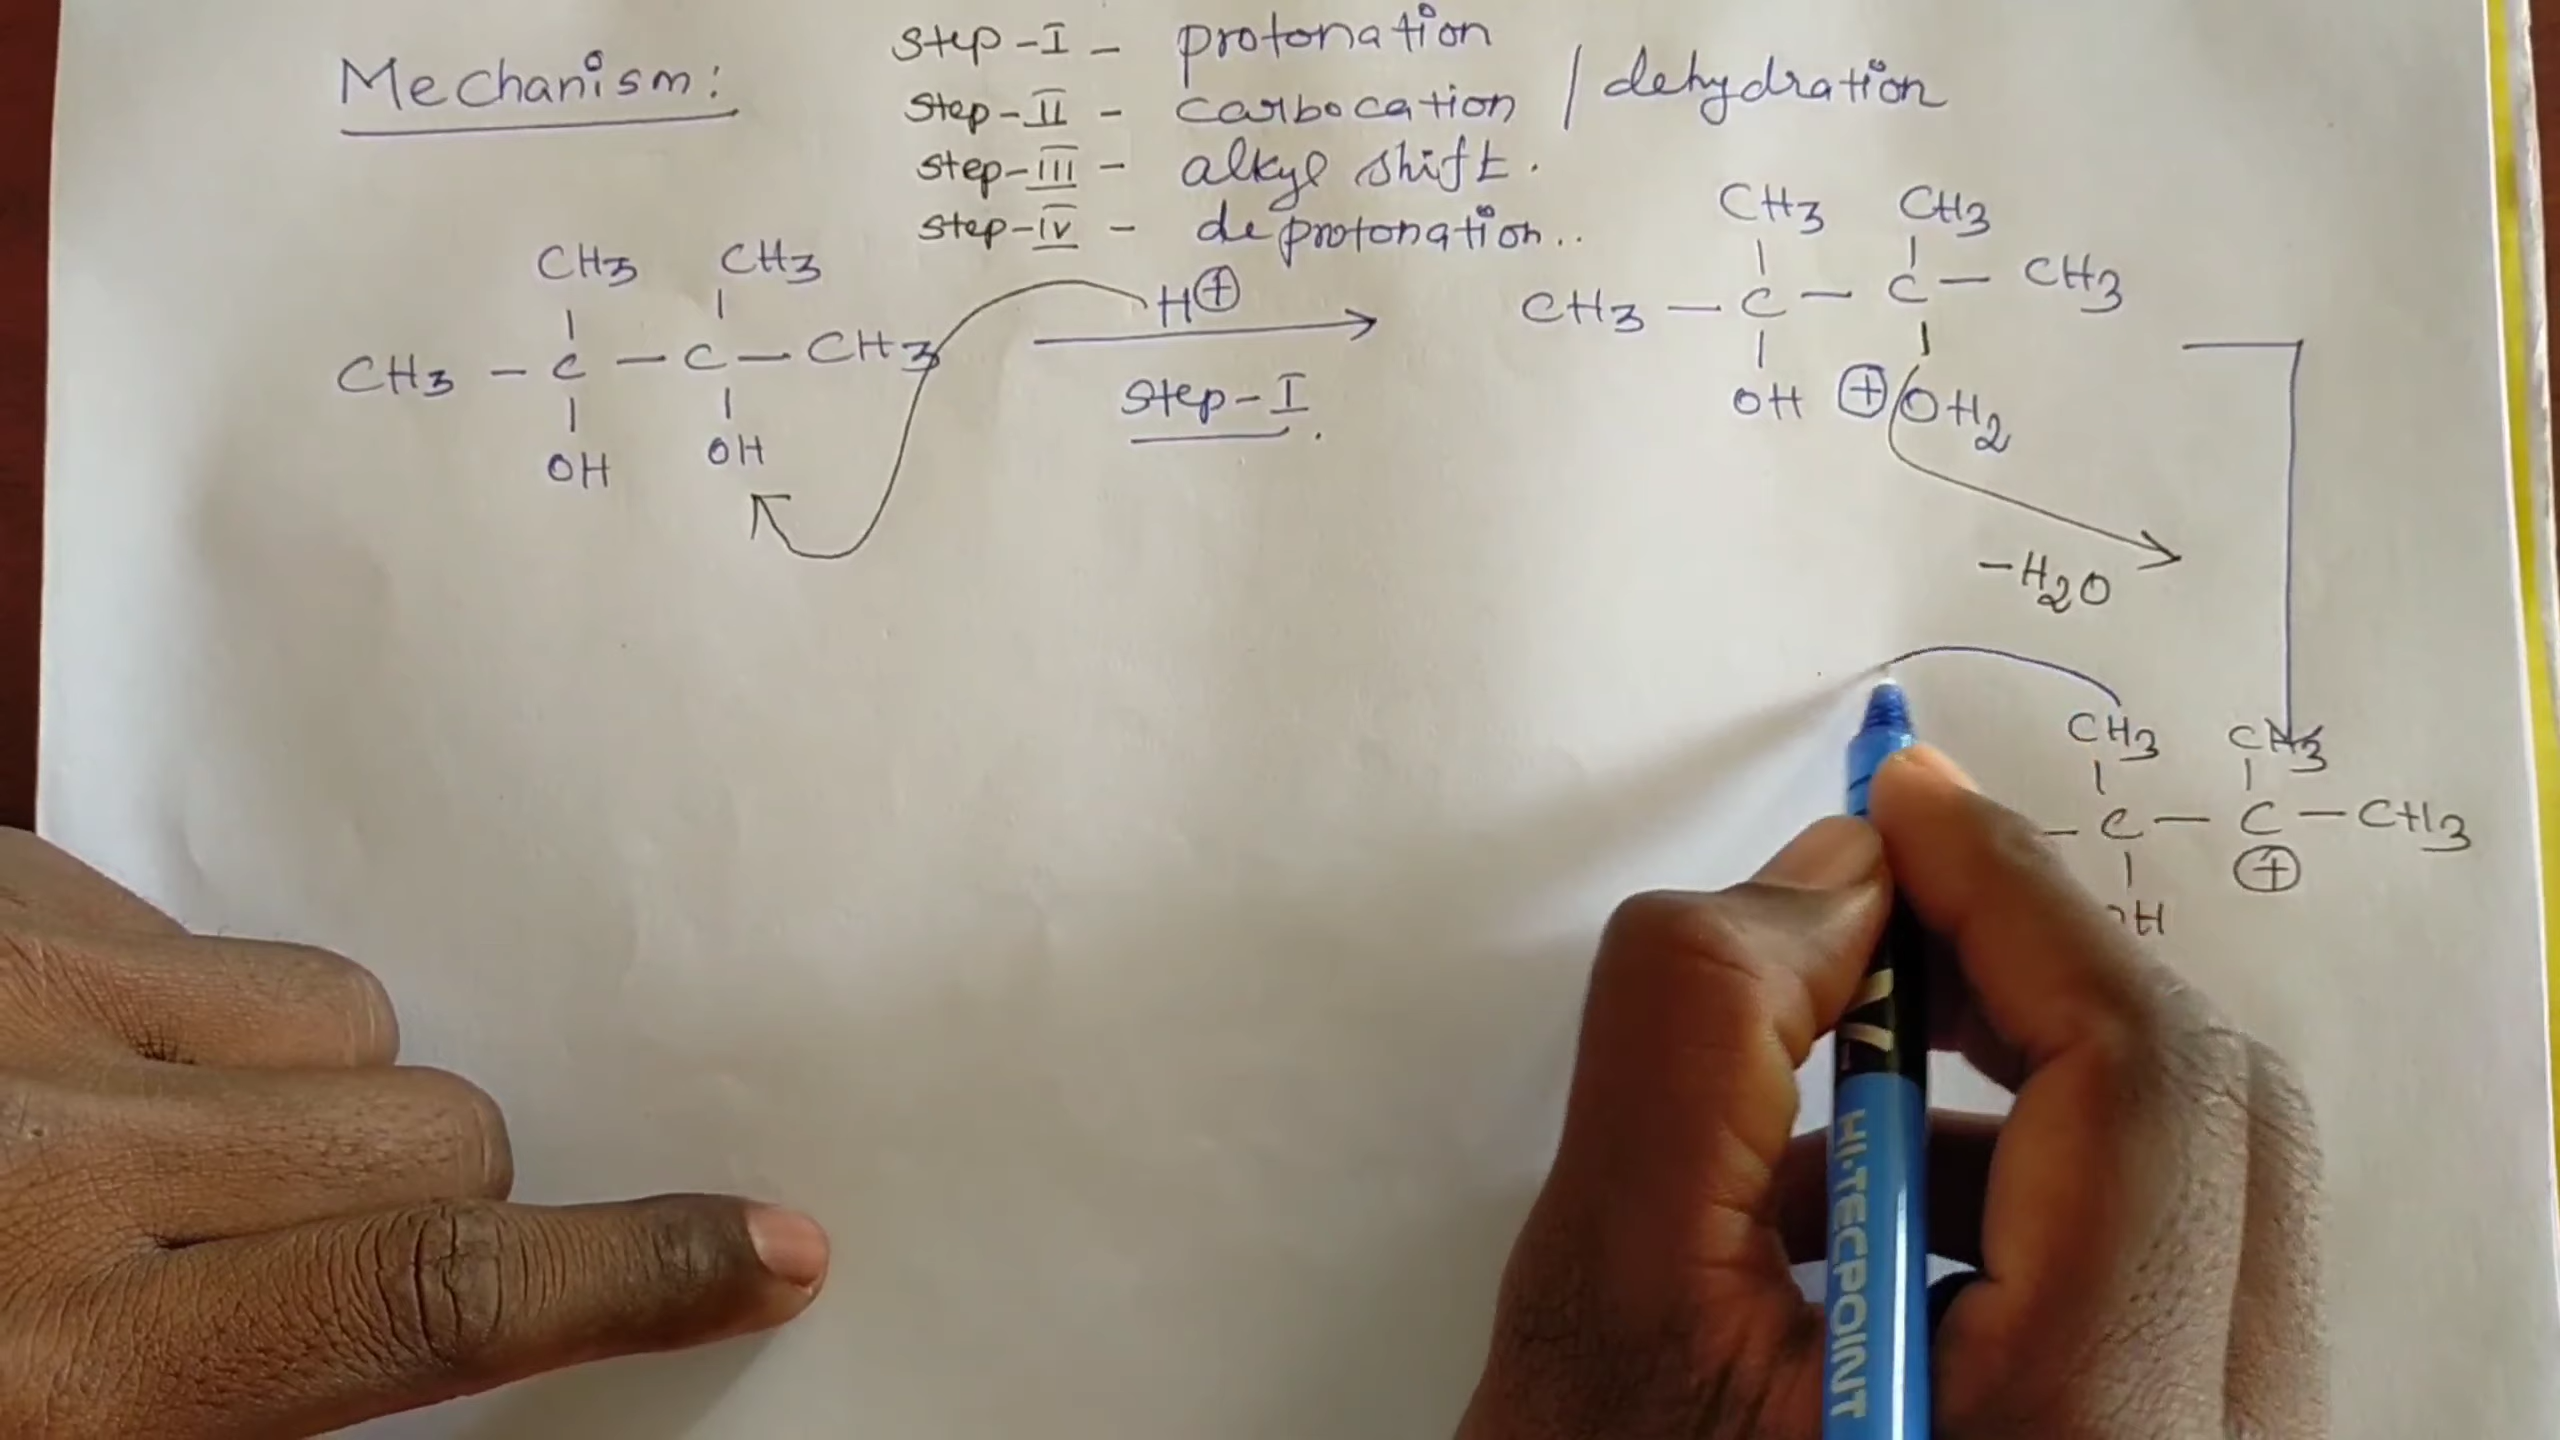 Mechanism:
Step-I - protonation
Step-II - carbocation / dehydration
Step-III - alkyl shift.
Step-IV - deprotonation..
CH3 CH3
CH3 - C - C - CH3
OH OH
H⊕
Step-I.
CH3 CH3
CH3 - C - C - CH3
OH ⊕OH2
-H2O
CH3 CH3
- C - C - CH3
⊕
HI-TECPOINT